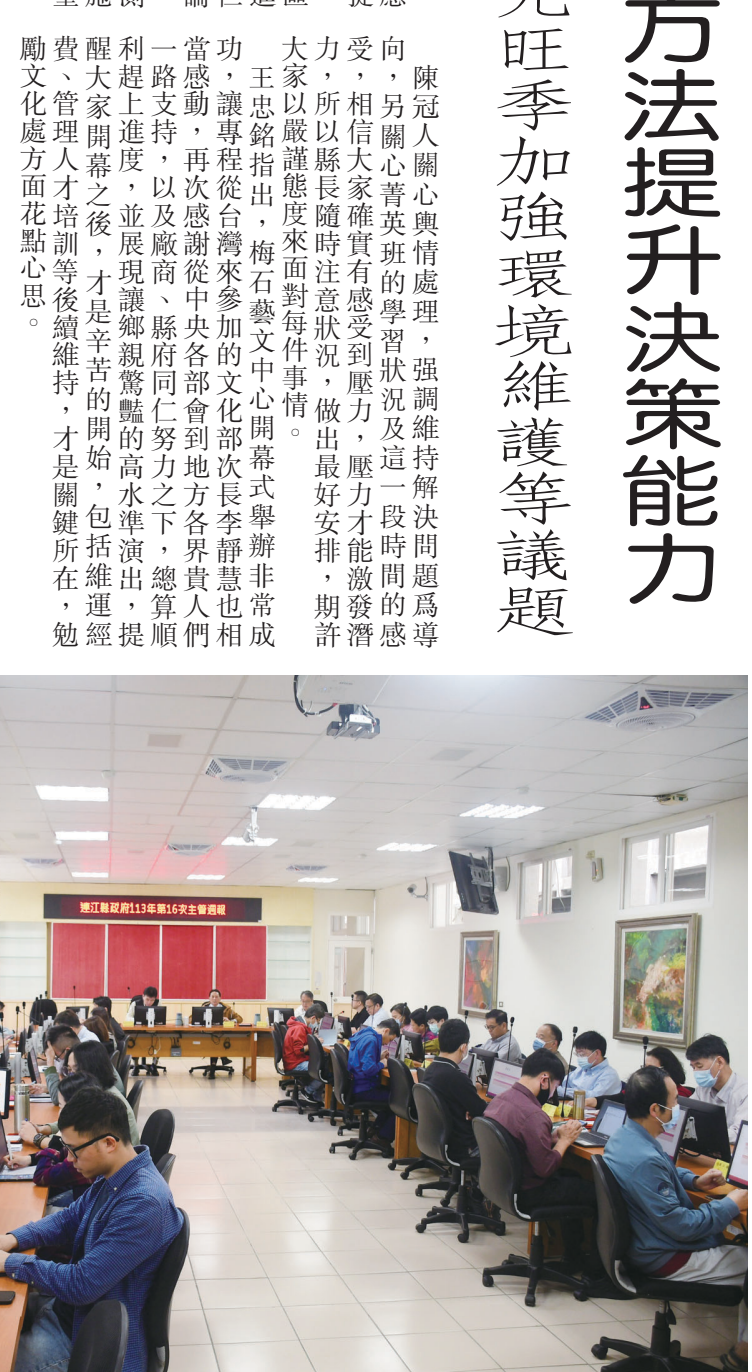 方法提升決策能力
旺季加強環境維護等議題
陳冠人關心輿情處理，强調維持解決問題爲導
向，另關心菁英班的學習狀況及這一段時間的感
受，相信大家確實有感受到壓力，壓力才能激發潛
力，所以縣長隨時注意狀況，做出最好安排，期許
大家以嚴謹態度來面對每件事情。
王忠銘指出，梅石藝文中心開幕式舉辦非常成
功，讓專程從台灣來參加的文化部次長李靜慧也相
當感動，再次感謝從中央各部會到地方各界貴人們
一路支持，以及廠商、縣府同仁努力之下，總算順
利趕上進度，並展現讓鄉親驚豔的高水準演出，提
醒大家開幕之後，才是辛苦的開始，包括維運經
費、管理人才培訓等後續維持，才是關鍵所在，勉
勵文化處方面花點心思。
連江縣政府113年第16次主管週報